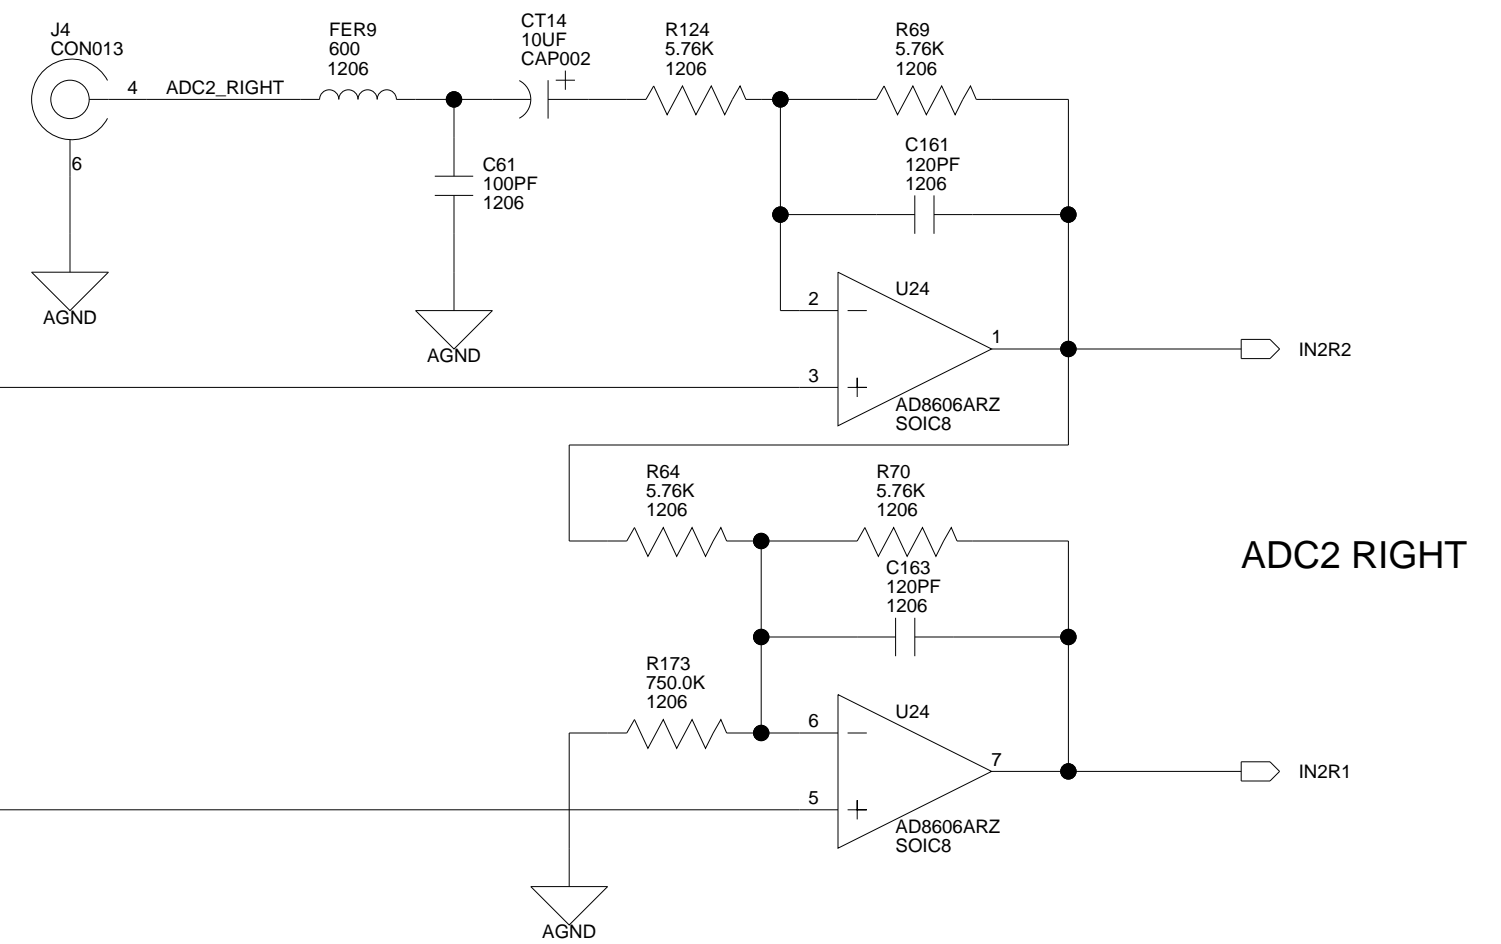 J4
CON013
4
ADC2_RIGHT
6
AGND
FER9
600
1206
C61
100PF
1206
AGND
CT14
10UF
CAP002
+
R124
5.76K
1206
R69
5.76K
1206
C161
120PF
1206
2
3
U24
1
AD8606ARZ
SOIC8
IN2R2
R64
5.76K
1206
R70
5.76K
1206
C163
120PF
1206
ADC2 RIGHT
R173
750.0K
1206
AGND
6
5
U24
7
AD8606ARZ
SOIC8
IN2R1